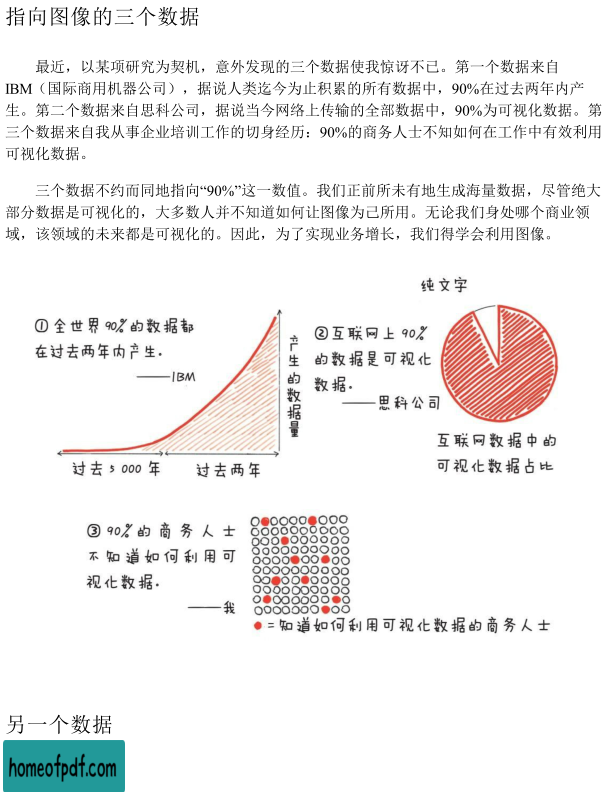 指向图像的三个数据
最近，以某项研究为契机，意外发现的三个数据使我惊讶不已。第一个数据来自
IBM（国际商用机器公司），据说人类迄今为止积累的所有数据中，90%在过去两年内产
生。第二个数据来自思科公司，据说当今网络上传输的全部数据中，90%为可视化数据。第
三个数据来自我从事企业培训工作的切身经历：90%的商务人士不知如何在工作中有效利用
可视化数据。
三个数据不约而同地指向“90%”这一数值。我们正前所未有地生成海量数据，尽管绝大
部分数据是可视化的，大多数人并不知道如何让图像为己所用。无论我们身处哪个商业领
域，该领域的未来都是可视化的。因此，为了实现业务增长，我们得学会利用图像。
①全世界90%的数据都
在过去两年内产生.
——IBM
产生的数据量
过去5000年
过去两年
②互联网上90%
的数据是可视化
数据.
——思科公司
纯文字
互联网数据中的
可视化数据占比
③90%的商务人士
不知道如何利用可
视化数据.
——我
=知道如何利用可视化数据的商务人士
另一个数据
homeofpdf.com